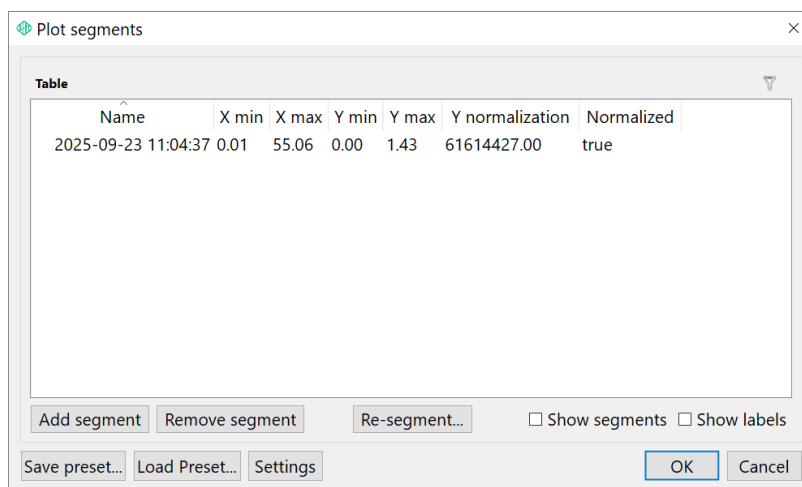 Plot segments
Table
Name X min X max Y min Y max Y normalization Normalized
2025-09-23 11:04:37 0.01 55.06 0.00 1.43 61614427.00 true
Add segment Remove segment Re-segment... Show segments Show labels
Save preset... Load Preset... Settings OK Cancel